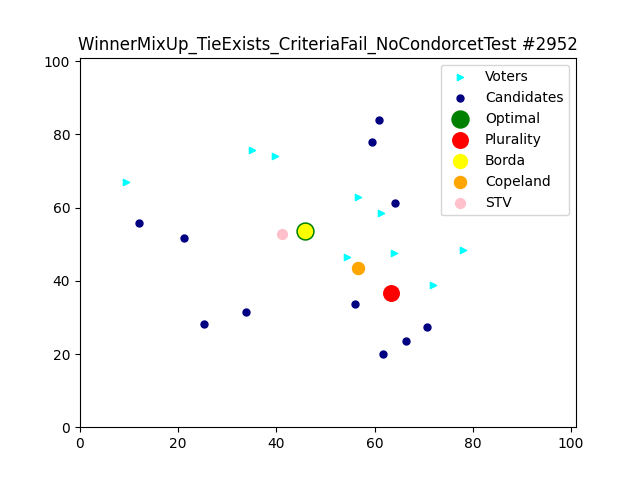 WinnerMixUp_TieExists_CriteriaFail_NoCondorcetTest #2952
Voters
Candidates
Optimal
Plurality
Borda
Copeland
STV
100
80
60
40
20
0
0 20 40 60 80 100